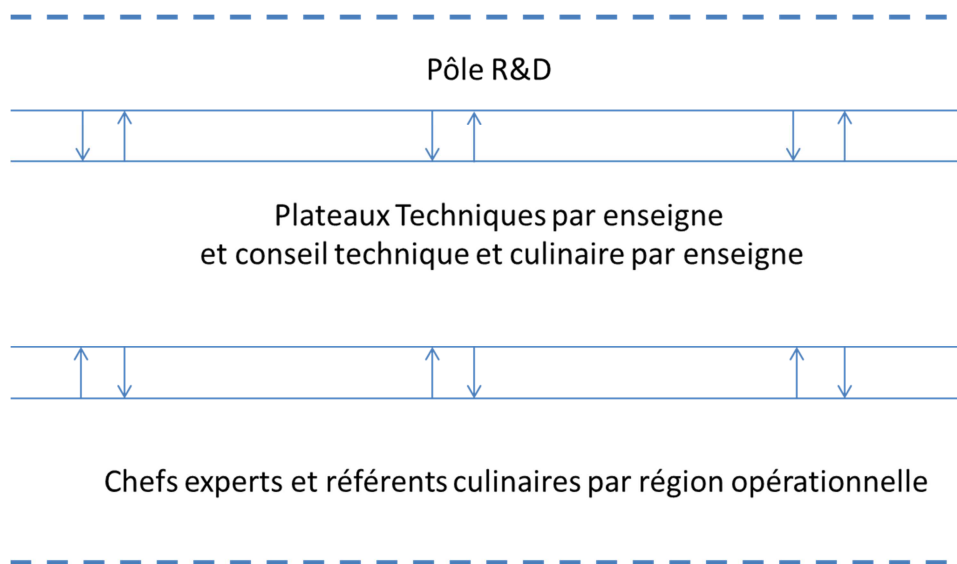 Pôle R&D
Plateaux Techniques par enseigne
et conseil technique et culinaire par enseigne
Chefs experts et référents culinaires par région opérationnelle